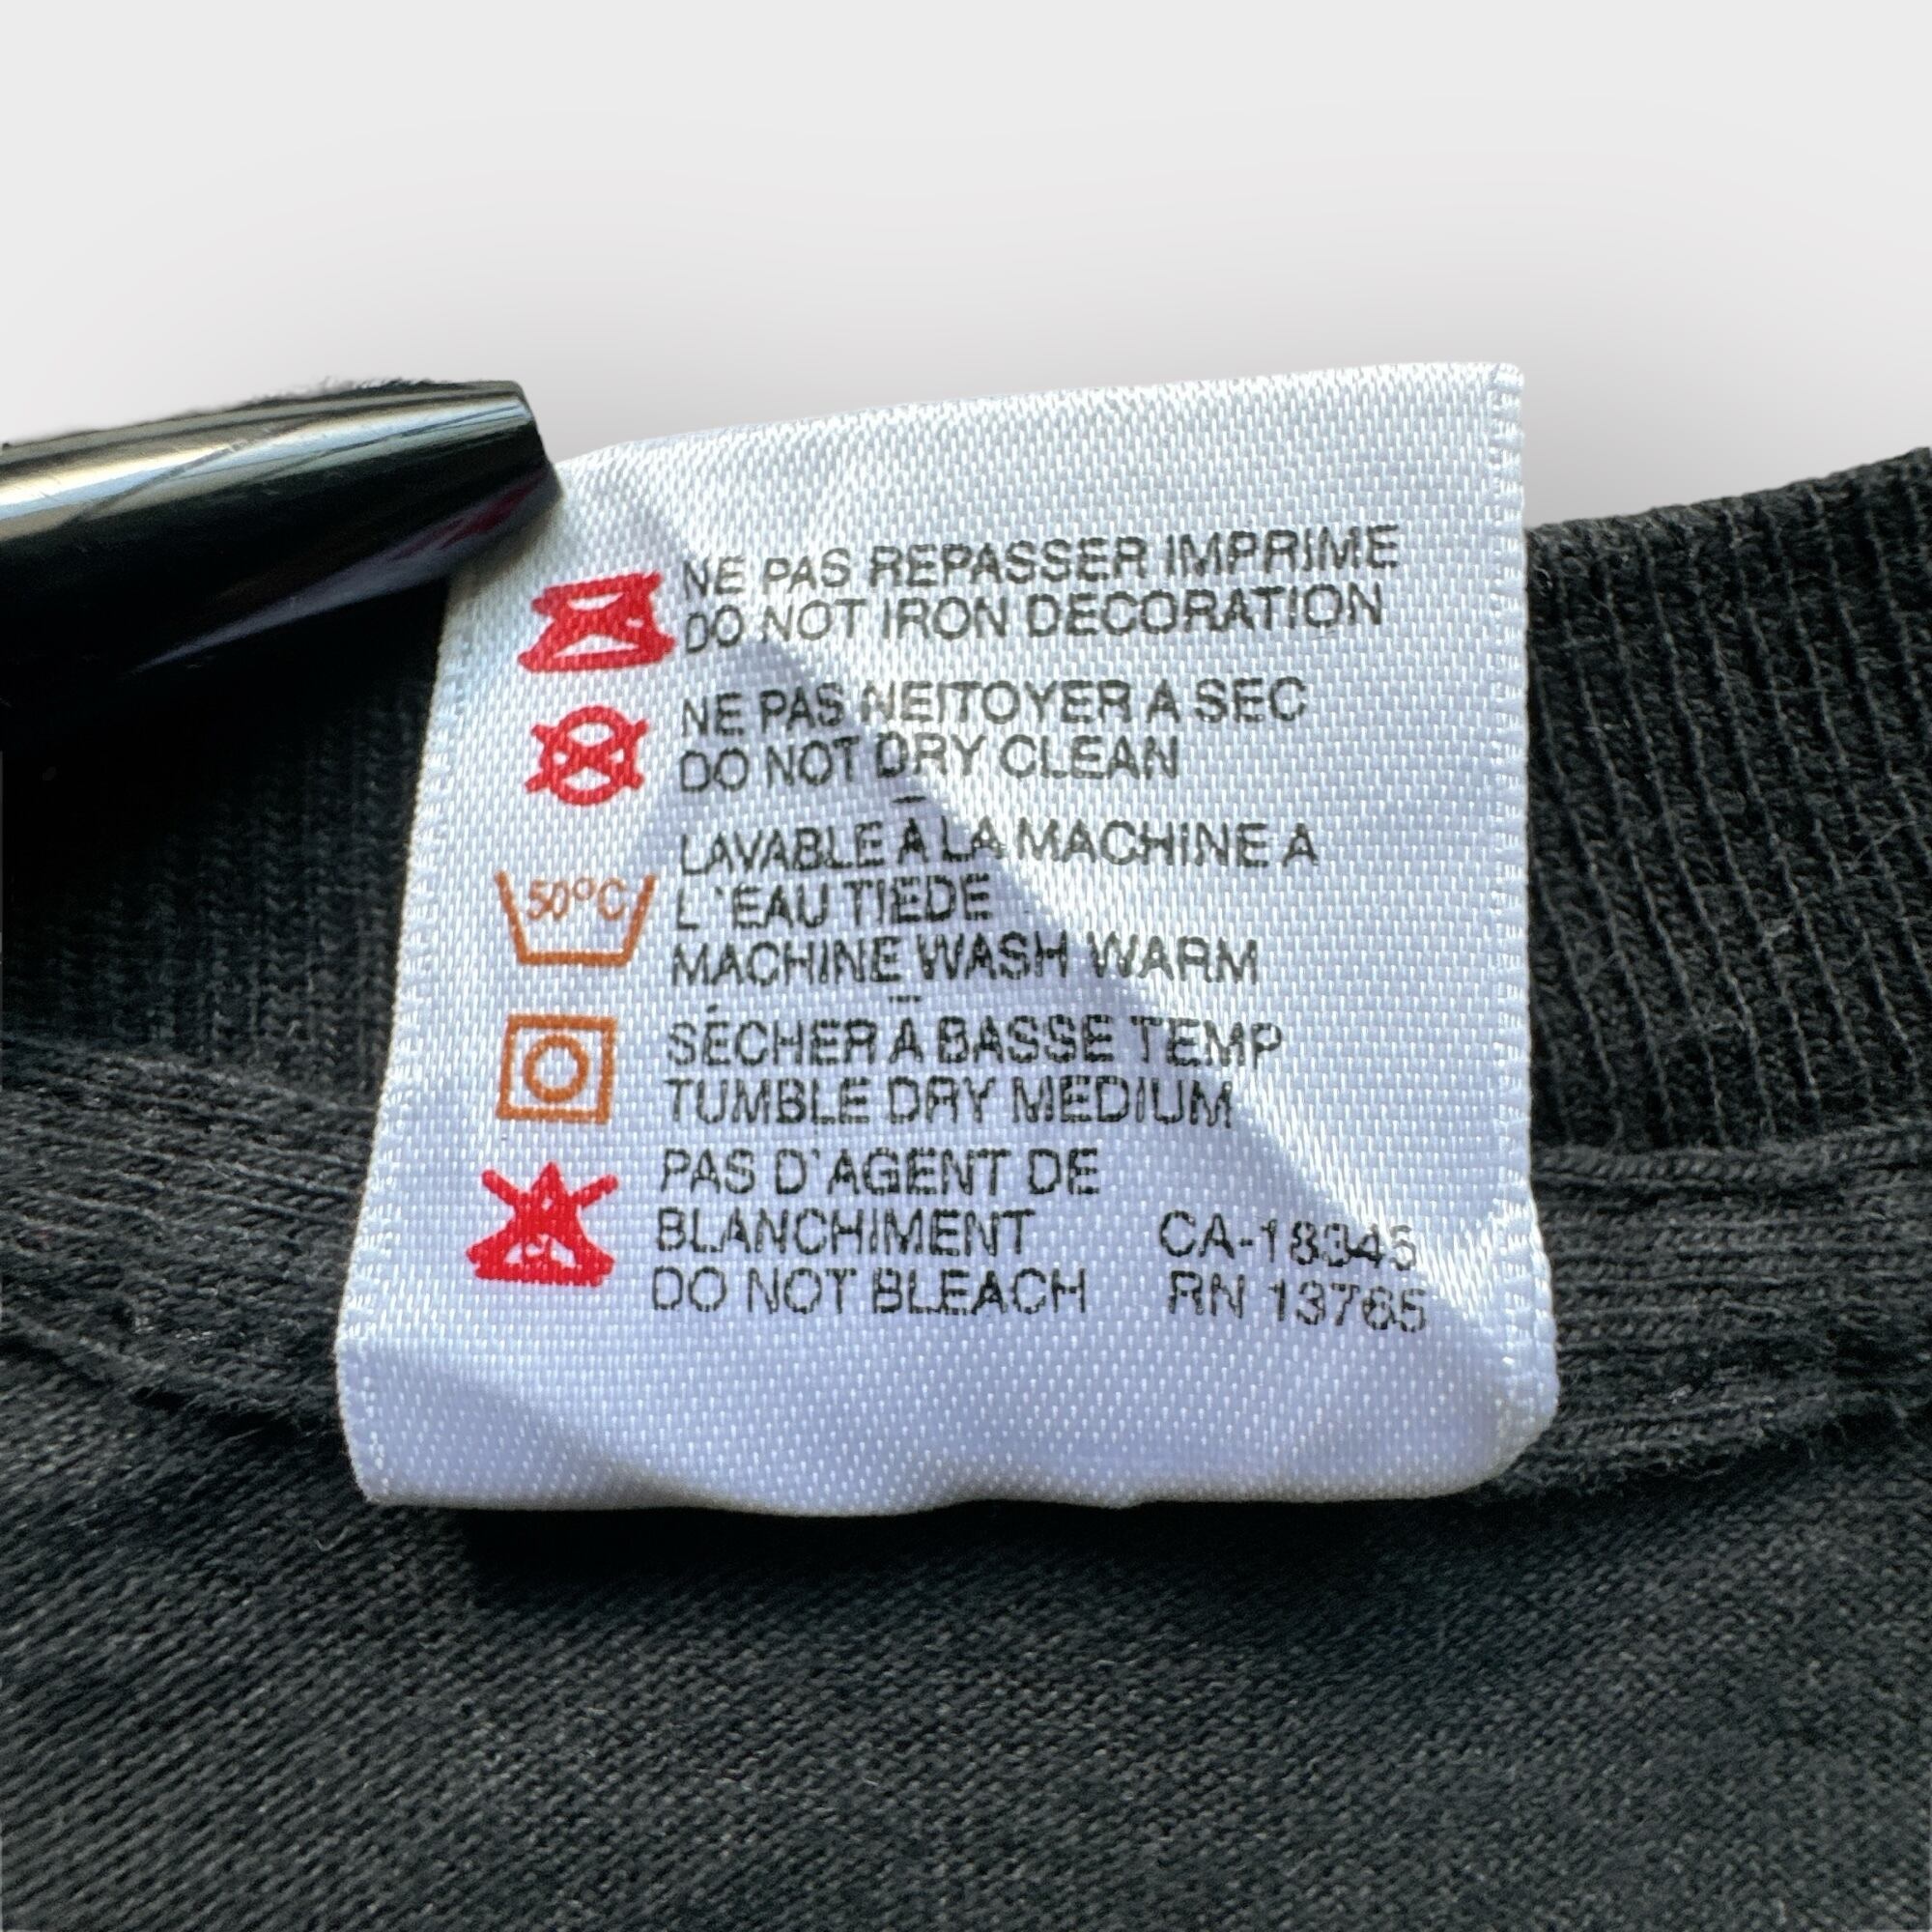 NE PAS REPASSER IMPRIME
DO NOT IRON DECORATION
NE PAS NEITOYER A SEC
DO NOT DRY CLEAN
LAVABLE À LA MACHINE A
50°C L'EAU TIEDE
MACHINE WASH WARM
SÉCHER À BASSE TEMP
TUMBLE DRY MEDIUM
PAS D'AGENT DE
BLANCHIMENT CA-18345
CL
DO NOT BLEACH RN 13765